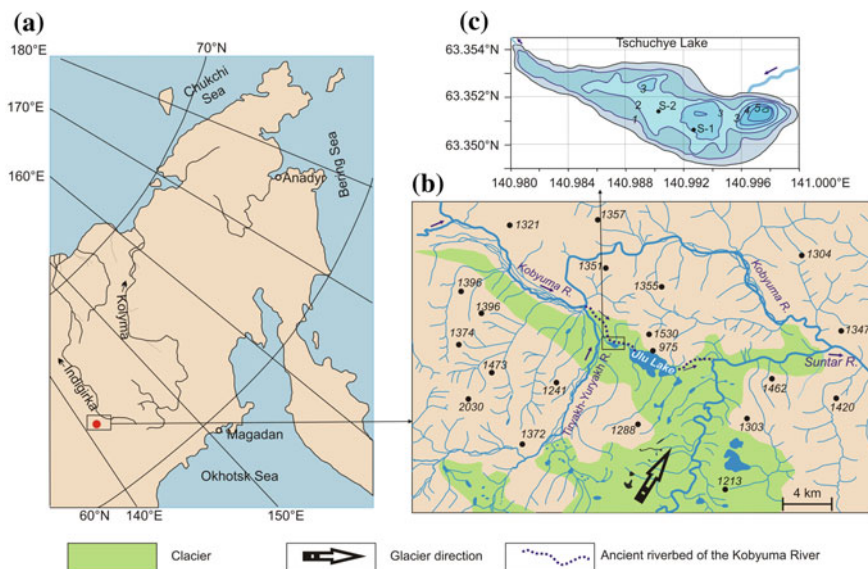 (a)
(c)
(b)
180°E
170°E
160°E
70°N
Chukchi
Sea
Bering Sea
Anadyr
Kolyma
Indigirka
Magadan
Okhotsk Sea
60°N
140°E
150°E
Tschuchye Lake
63.354°N
63.352°N
63.350°N
3
2
1
S-2
S-1
3
3
4
5
140.980
140.984
140.988
140.992
140.996
141.000°E
1321
1357
1304
Kobyuma R.
1351
1355
Kobyuma R.
1396
1396
1374
1530
975
1347
Ulu Lake
Suntar R.
1473
1241
Turyakh-Yuryakh R.
1462
2030
1420
1288
1303
1372
1213
4 km
Clacier
Glacier direction
Ancient riverbed of the Kobyuma River